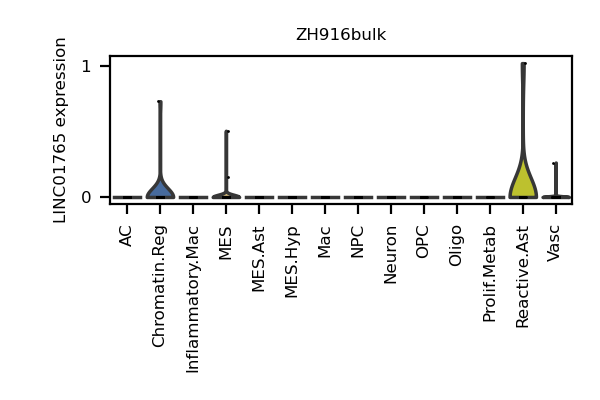 ZH916bulk
LINC01765 expression
1
0
AC
Chromatin.Reg
Inflammatory.Mac
MES
MES.Ast
MES.Hyp
Mac
NPC
Neuron
OPC
Oligo
Prolif.Metab
Reactive.Ast
Vasc